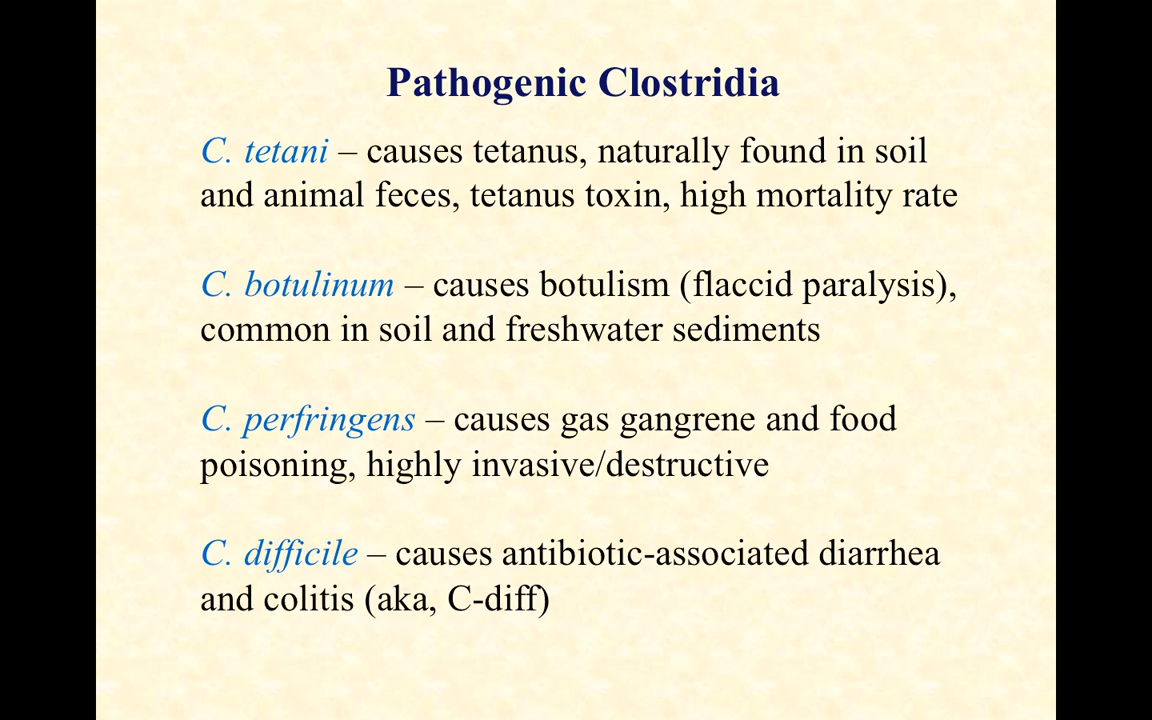 Pathogenic Clostridia
C. tetani – causes tetanus, naturally found in soil
and animal feces, tetanus toxin, high mortality rate
C. botulinum – causes botulism (flaccid paralysis),
common in soil and freshwater sediments
C. perfringens – causes gas gangrene and food
poisoning, highly invasive/destructive
C. difficile – causes antibiotic-associated diarrhea
and colitis (aka, C-diff)